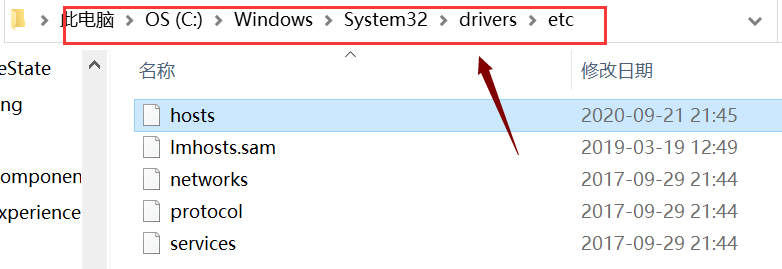 此电脑 > OS (C:) > Windows > System32 > drivers > etc
eState
ng
omponen
xperience
名称 修改日期
hosts 2020-09-21 21:45
lmhosts.sam 2019-03-19 12:49
networks 2017-09-29 21:44
protocol 2017-09-29 21:44
services 2017-09-29 21:44